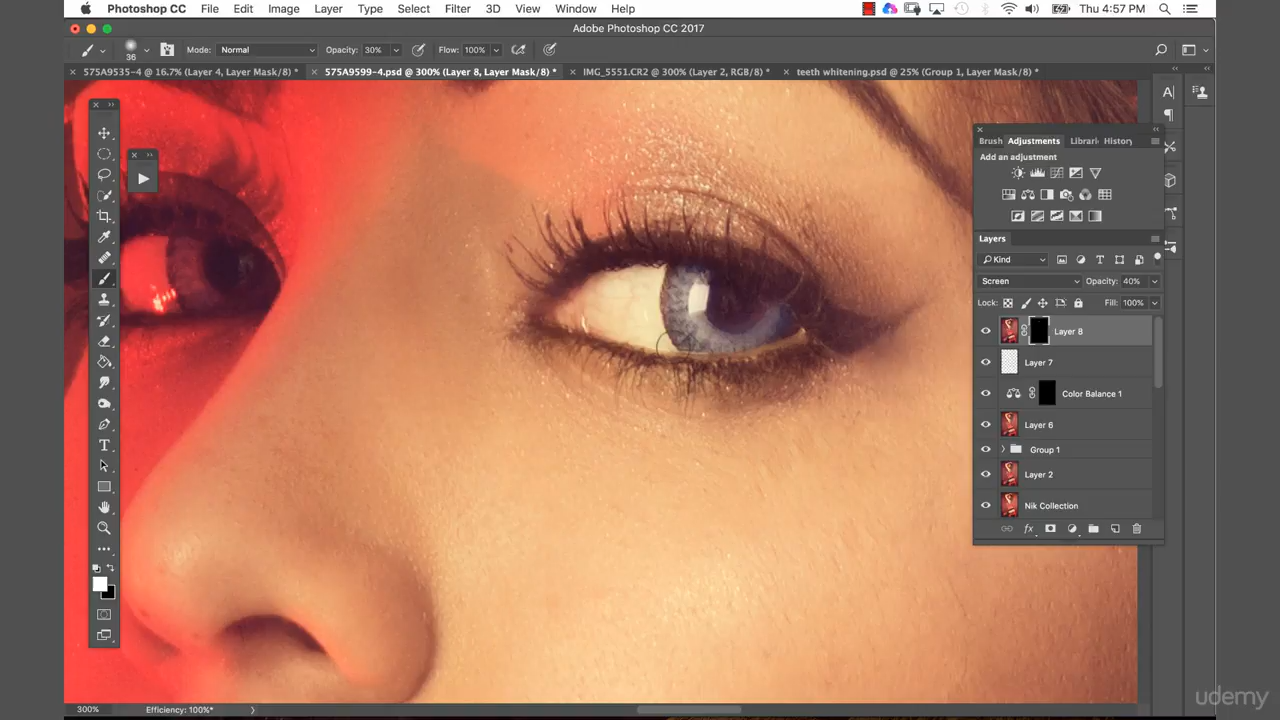 Photoshop CC File Edit Image Layer Type Select Filter 3D View Window Help Thu 4:57 PM
Adobe Photoshop CC 2017
36 Mode: Normal Opacity: 30% Flow: 100%
575A9535-4 @ 16.7% (Layer 4, Layer Mask/8) * 575A9599-4.psd @ 300% (Layer 8, Layer Mask/8) * IMG_5551.CR2 @ 300% (Layer 2, RGB/8) * teeth whitening.psd @ 25% (Group 1, Layer Mask/8) *
Brush Adjustments Librari History
Add an adjustment
Layers
Kind
Screen Opacity: 40%
Lock: Fill: 100%
Layer 8
Layer 7
Color Balance 1
Layer 6
Group 1
Layer 2
Nik Collection
300% Efficiency: 100%*
udemy